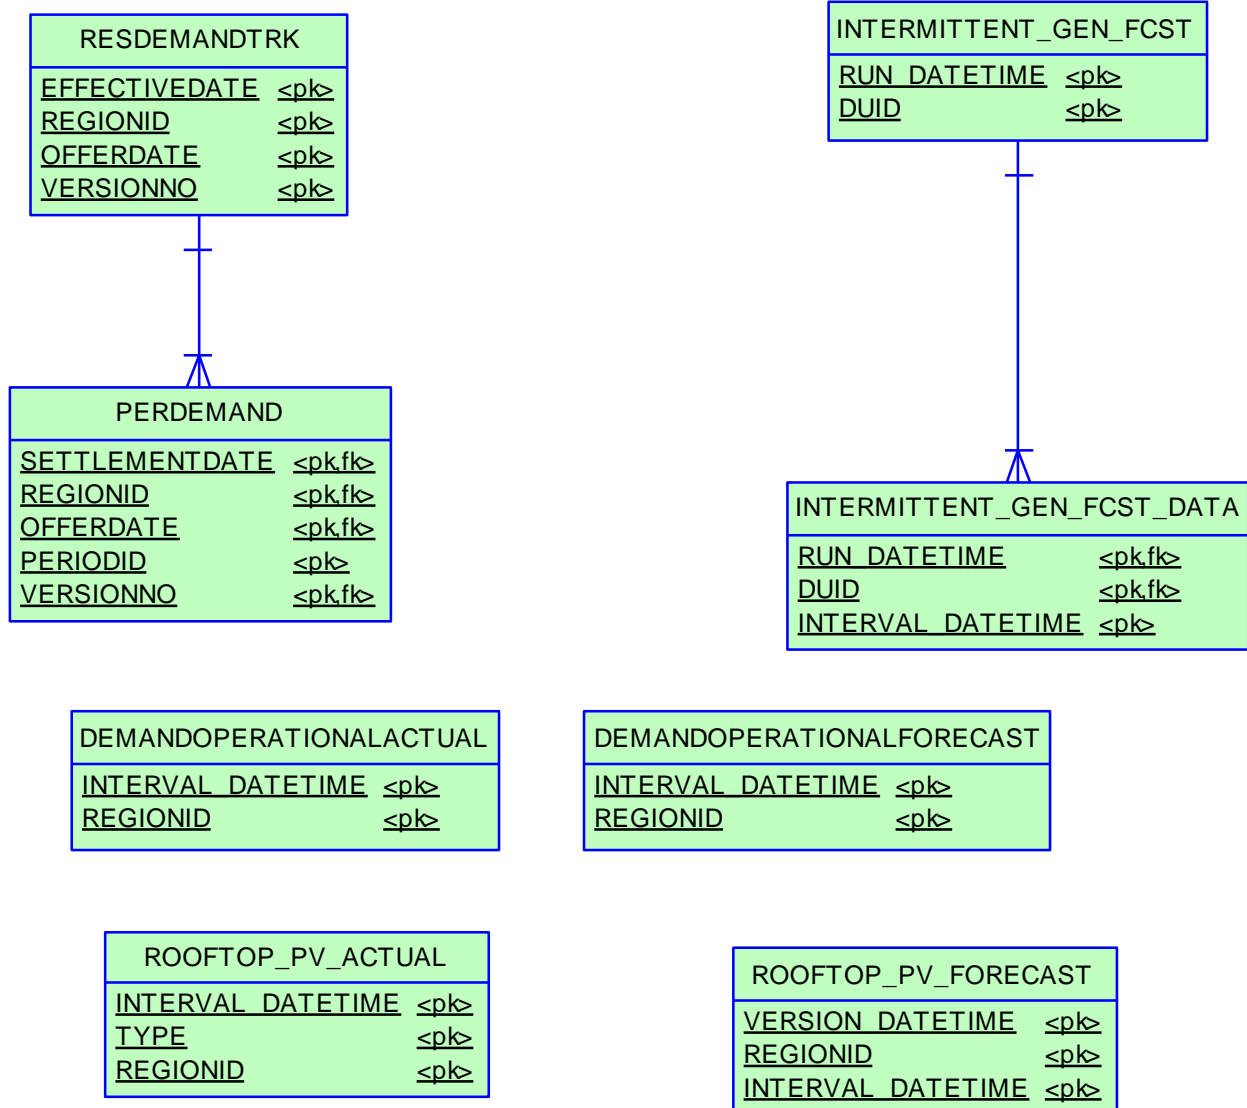 RESDEMANDTRK
EFFECTIVEDATE <pk>
REGIONID <pk>
OFFERDATE <pk>
VERSIONNO <pk>
INTERMITTENT_GEN_FCST
RUN_DATETIME <pk>
DUID <pk>
PERDEMAND
SETTLEMENTDATE <pk,fk>
REGIONID <pk,fk>
OFFERDATE <pk,fk>
PERIODID <pk>
VERSIONNO <pk,fk>
INTERMITTENT_GEN_FCST_DATA
RUN_DATETIME <pk,fk>
DUID <pk,fk>
INTERVAL_DATETIME <pk>
DEMANDOPERATIONALACTUAL
INTERVAL_DATETIME <pk>
REGIONID <pk>
DEMANDOPERATIONALFORECAST
INTERVAL_DATETIME <pk>
REGIONID <pk>
ROOFTOP_PV_ACTUAL
INTERVAL_DATETIME <pk>
TYPE <pk>
REGIONID <pk>
ROOFTOP_PV_FORECAST
VERSION_DATETIME <pk>
REGIONID <pk>
INTERVAL_DATETIME <pk>